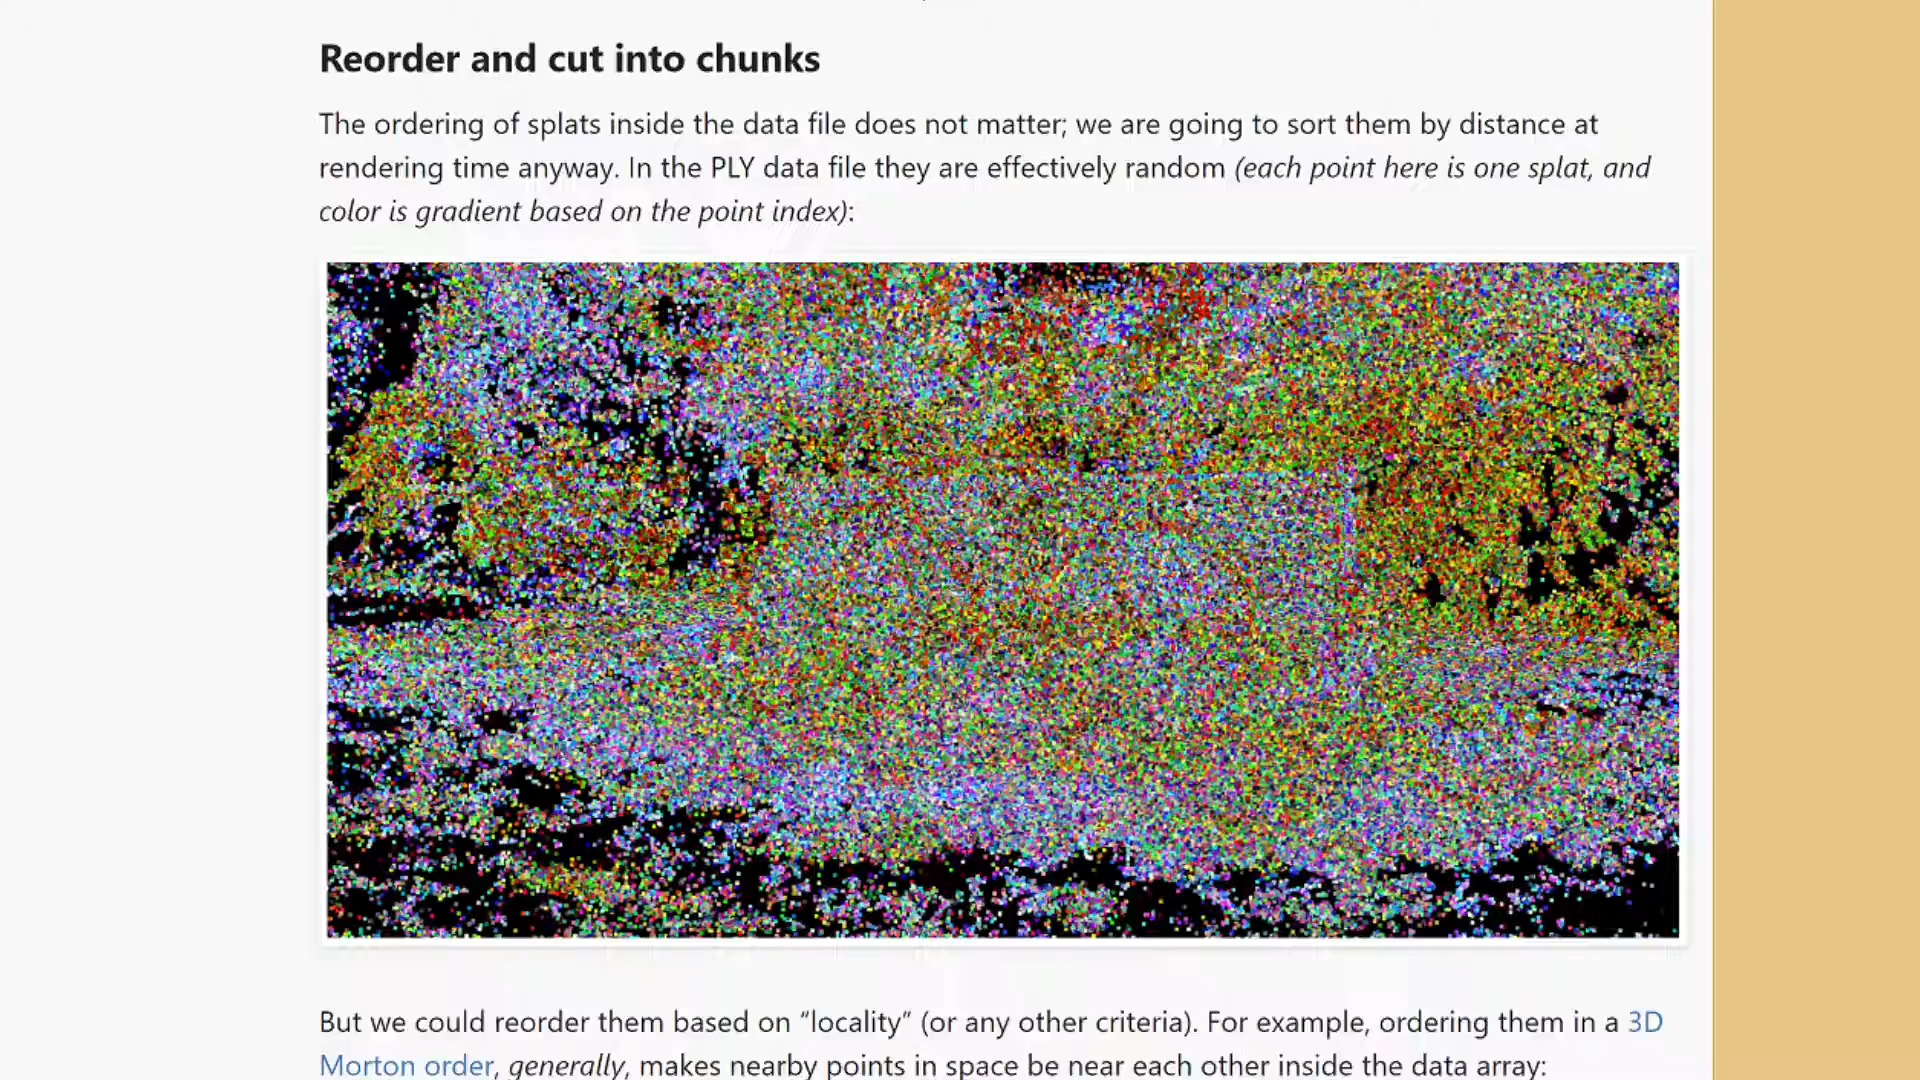 Reorder and cut into chunks
The ordering of splats inside the data file does not matter; we are going to sort them by distance at
rendering time anyway. In the PLY data file they are effectively random (each point here is one splat, and
color is gradient based on the point index):
But we could reorder them based on “locality” (or any other criteria). For example, ordering them in a 3D
Morton order, generally, makes nearby points in space be near each other inside the data array: